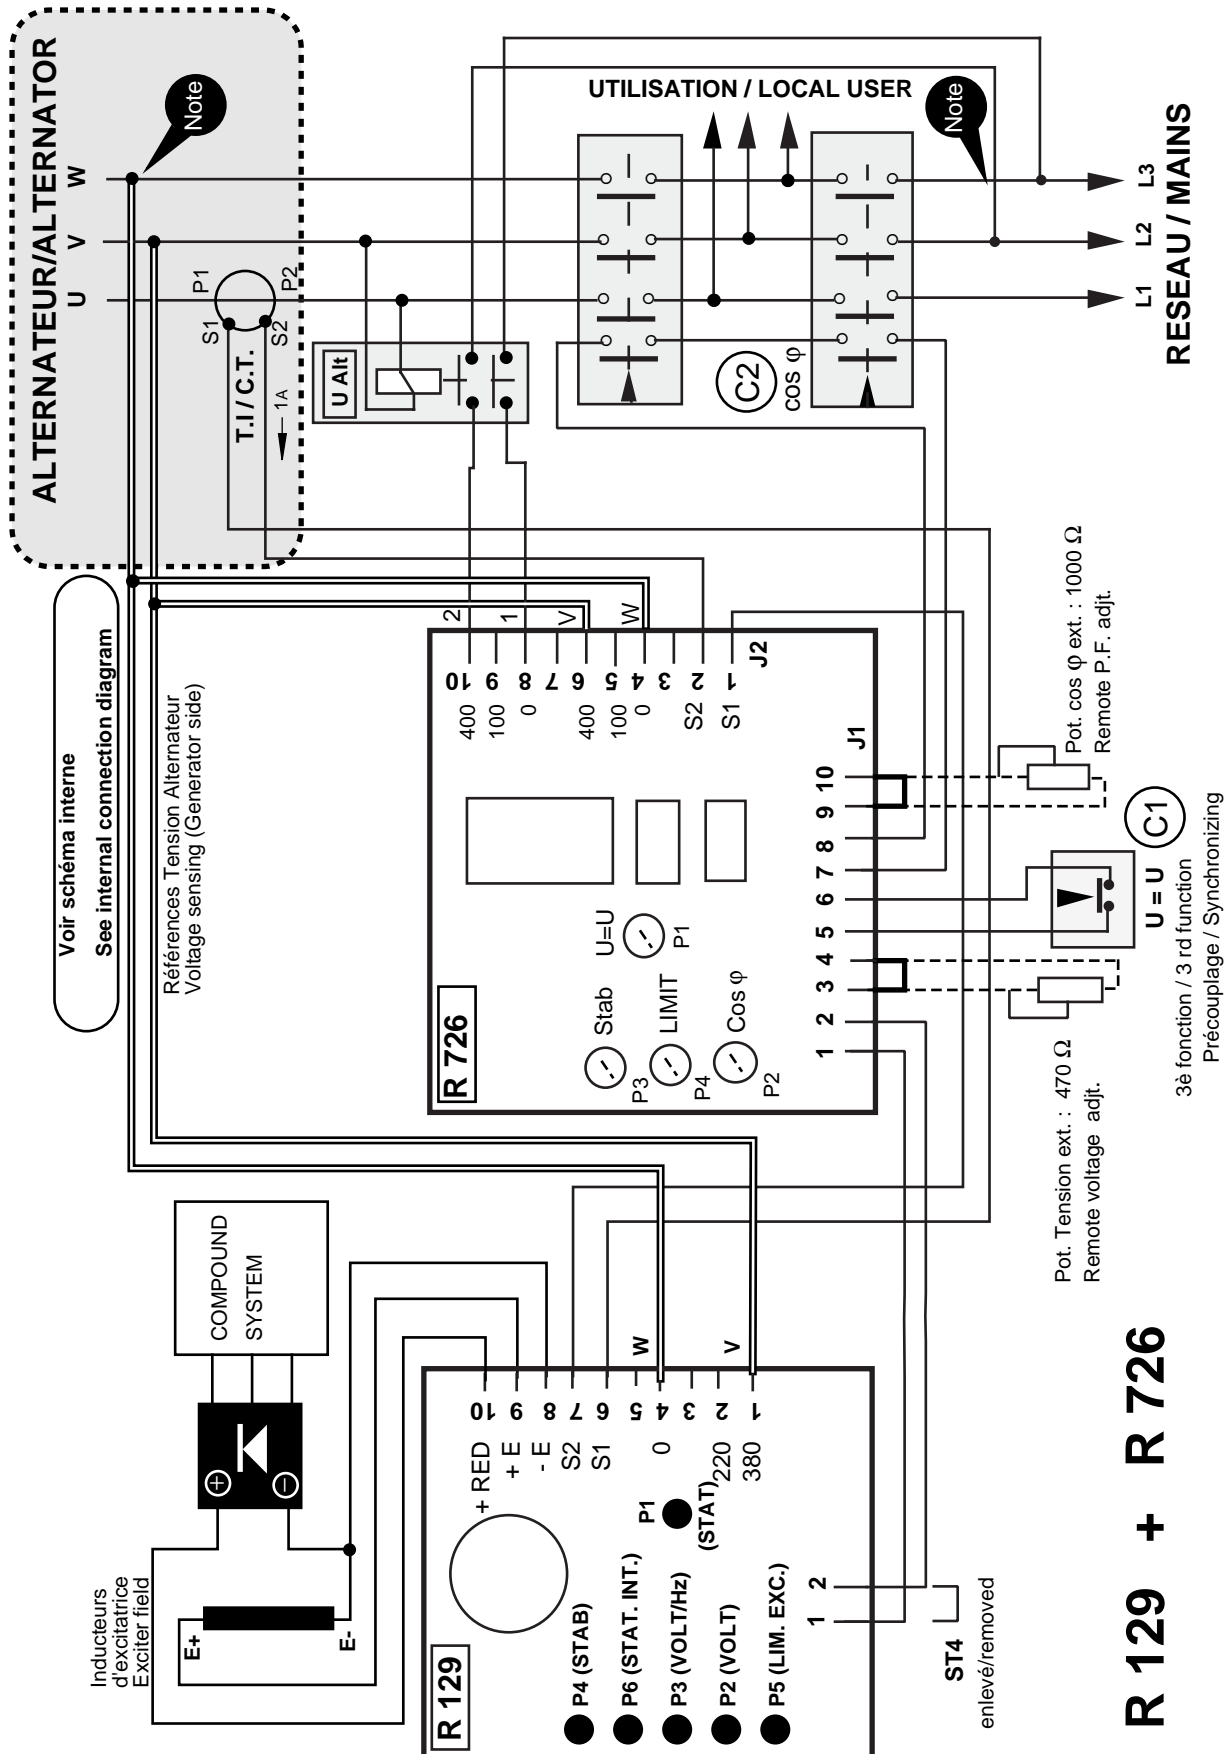 ALTERNATEUR/ALTERNATOR
U
V
W
Note
P1
P2
S1
S2
T.I / C.T.
1A
UTILISATION / LOCAL USER
Note
U Alt
C2
cos φ
L1
L2
L3
RESEAU / MAINS
Voir schéma interne
See internal connection diagram
Références Tension Alternateur
Voltage sensing (Generator side)
2
1
V
W
10
9
8
7
6
5
4
3
2
1
400
100
0
400
100
0
S2
S1
J2
R 726
Stab
P3
LIMIT
P4
Cos φ
P2
U=U
P1
J1
1
2
3
4
5
6
7
8
9
10
Pot. cos φ ext. : 1000 Ω
Remote P.F. adjt.
C1
U = U
3è fonction / 3 rd function
Précouplage / Synchronizing
Pot. Tension ext. : 470 Ω
Remote voltage adjt.
COMPOUND
SYSTEM
+
−
Inducteurs
d'excitatrice
Exciter field
E+
E-
R 129
10
9
8
7
6
5
4
3
2
1
W
V
+ RED
+ E
- E
S2
S1
0
220
380
P1
(STAT)
P4 (STAB)
P6 (STAT. INT.)
P3 (VOLT/Hz)
P2 (VOLT)
P5 (LIM. EXC.)
1
2
ST4
enlevé/removed
R 129 + R 726